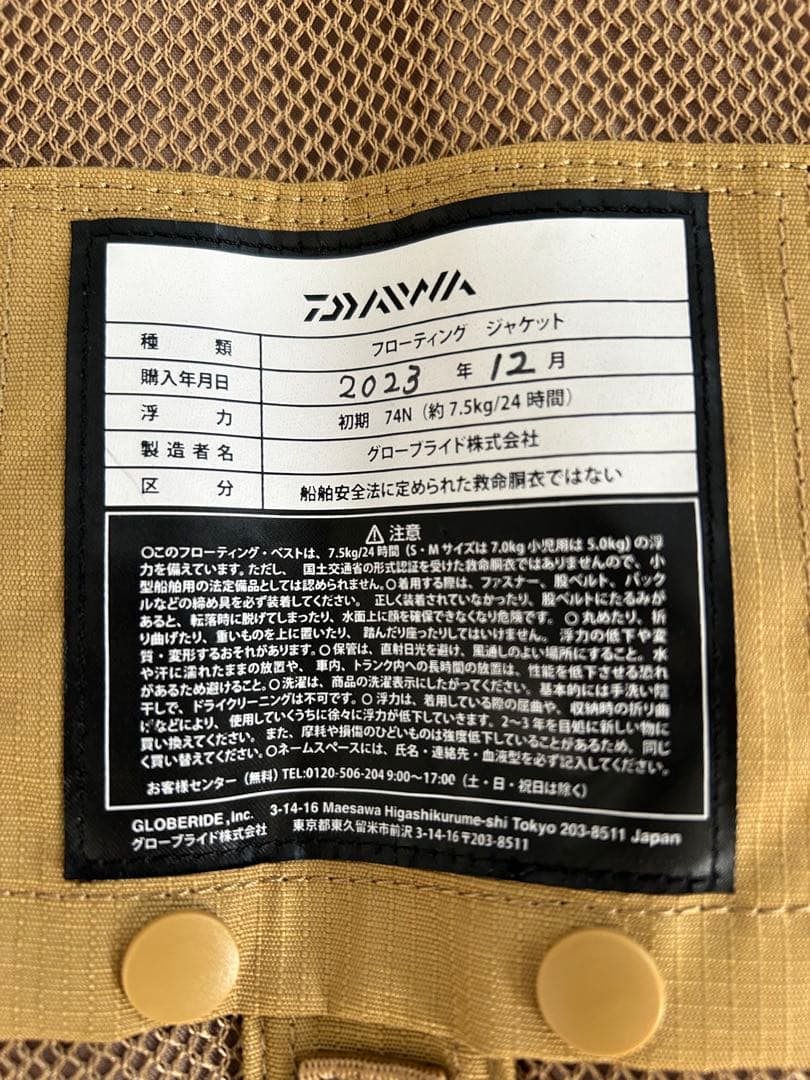 DAIWA
種類 フローティング ジャケット
購入年月日 2023 年 12 月
浮力 初期 74N (約7.5kg/24時間)
製造者名 グローブライド株式会社
区分 船舶安全法に定められた救命胴衣ではない
⚠注意
○このフローティング・ベストは、7.5kg/24時間(S・Mサイズは7.0kg小児用は5.0kg)の浮
力を備えています。ただし、国土交通省の形式認証を受けた救命胴衣ではありませんので、小
型船舶用の法定備品としては認められません。○着用する際は、ファスナー、股ベルト、バック
ルなどの締め具を必ず装着してください。正しく装着されていなかったり、股ベルトにたるみが
あると、転落時に脱げてしまったり、水面上に顔を確保できなくなり危険です。○丸めたり、折
り曲げたり、重いものを上に置いたり、踏んだり座ったりしてはいけません。浮力の低下や変
質・変形するおそれがあります。○保管は、直射日光を避け、風通しのよい場所にすること。水
や汗に濡れたままの放置や、車内、トランク内への長時間の放置は、性能を低下させる恐れ
があるため避けること。○洗濯は、商品の洗濯表示にしたがってください。基本的には手洗い陰
干しで、ドライクリーニングは不可です。○浮力は、着用している際の屈曲や、収納時の折り曲
げなどにより、使用していくうちに徐々に浮力が低下していきます。2〜3年を目処に新しい物に
買い換えてください。また、摩耗や損傷のひどいものは強度低下していることがあるため、同じ
く買い替えてください。○ネームスペースには、氏名・連絡先・血液型を必ず記入してください。
お客様センター(無料)TEL:0120-506-204 9:00〜17:00(土・日・祝日は除く)
GLOBERIDE,Inc. 3-14-16 Maesawa Higashikurume-shi Tokyo 203-8511 Japan
グローブライド株式会社 東京都東久留米市前沢3-14-16〒203-8511